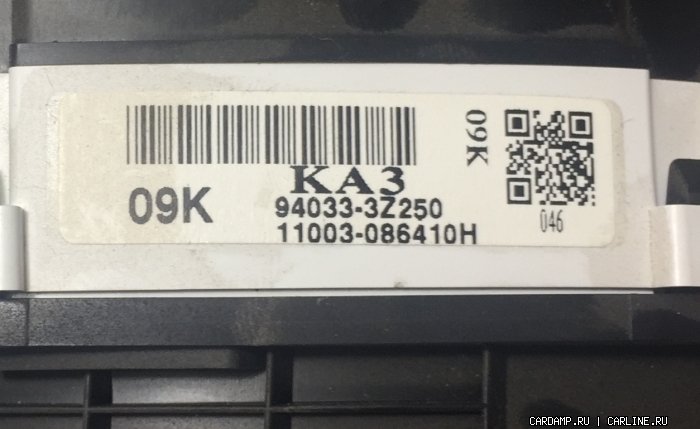 KA3
09K
94033-3Z250
11003-086410H
09K
046
CARDAMP.RU | CARLINE.RU